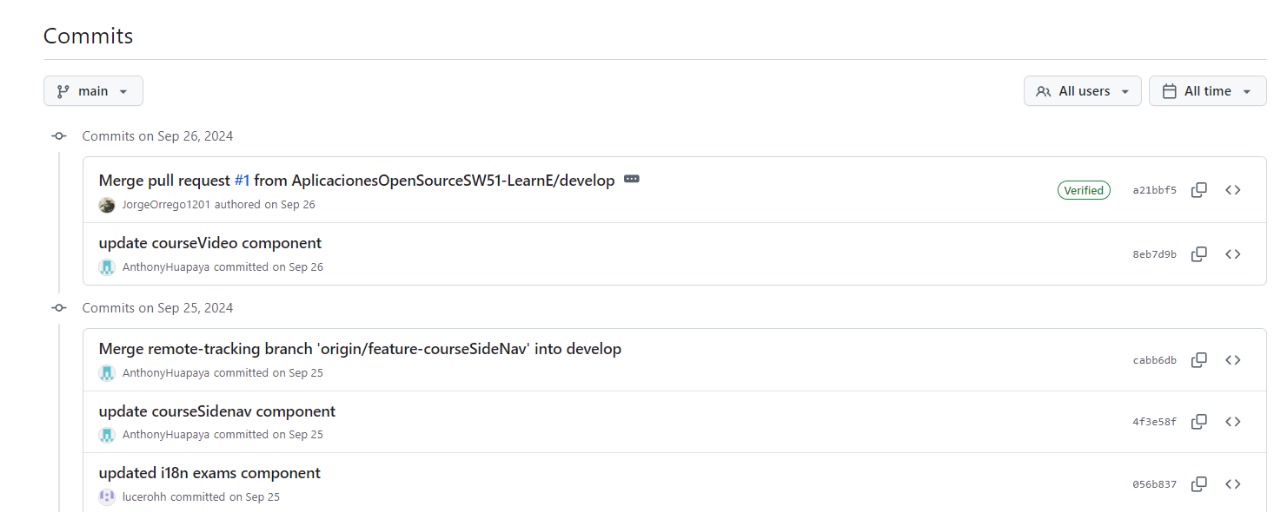 Commits
main
All users
All time
Commits on Sep 26, 2024
Merge pull request #1 from AplicacionesOpenSourceSW51-LearnE/develop
JorgeOrrego1201 authored on Sep 26
Verified
a21bbf5
update courseVideo component
AnthonyHuapaya committed on Sep 26
8eb7d9b
Commits on Sep 25, 2024
Merge remote-tracking branch 'origin/feature-courseSideNav' into develop
AnthonyHuapaya committed on Sep 25
cabb6db
update courseSidenav component
AnthonyHuapaya committed on Sep 25
4f3e58f
updated i18n exams component
lucerohh committed on Sep 25
056b837